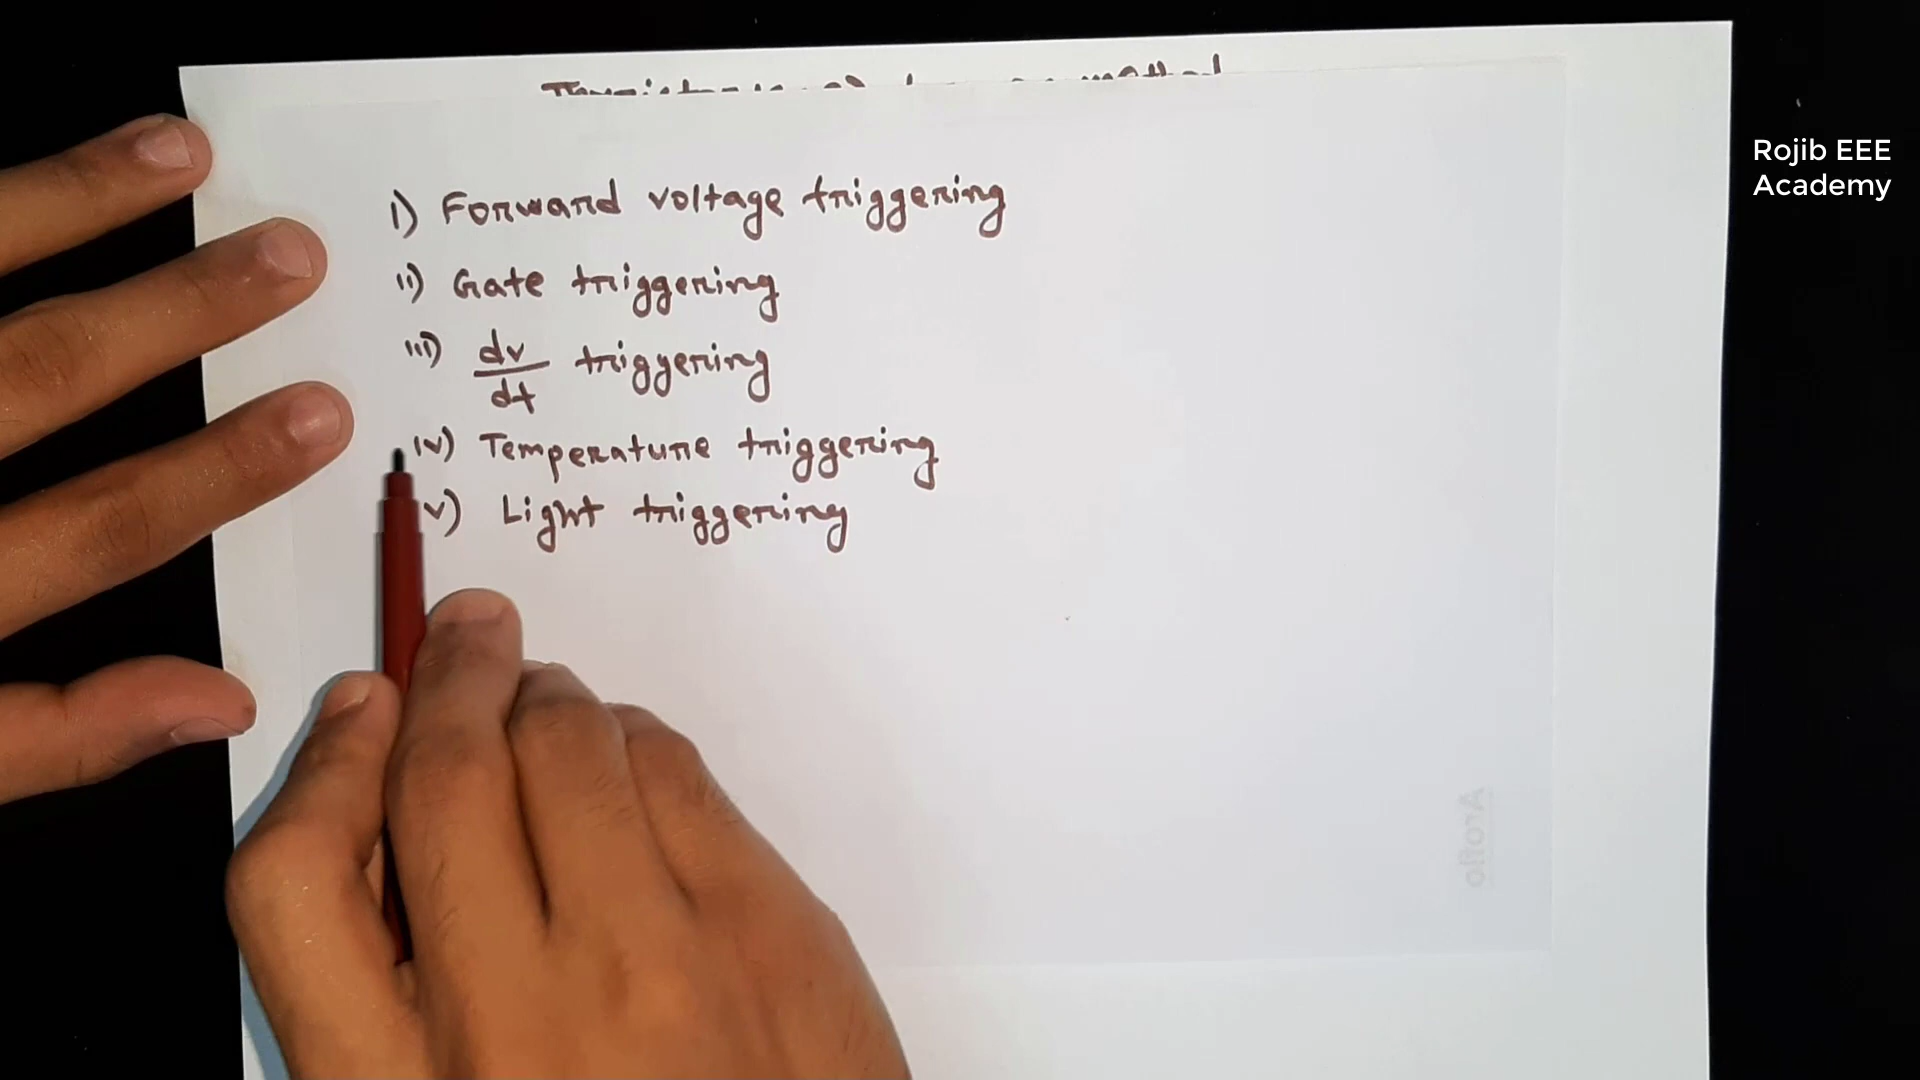 i) Forward voltage triggering
ii) Gate triggering
iii) dv/dt triggering
iv) Temperature triggering
v) Light triggering
Rojib EEE
Academy